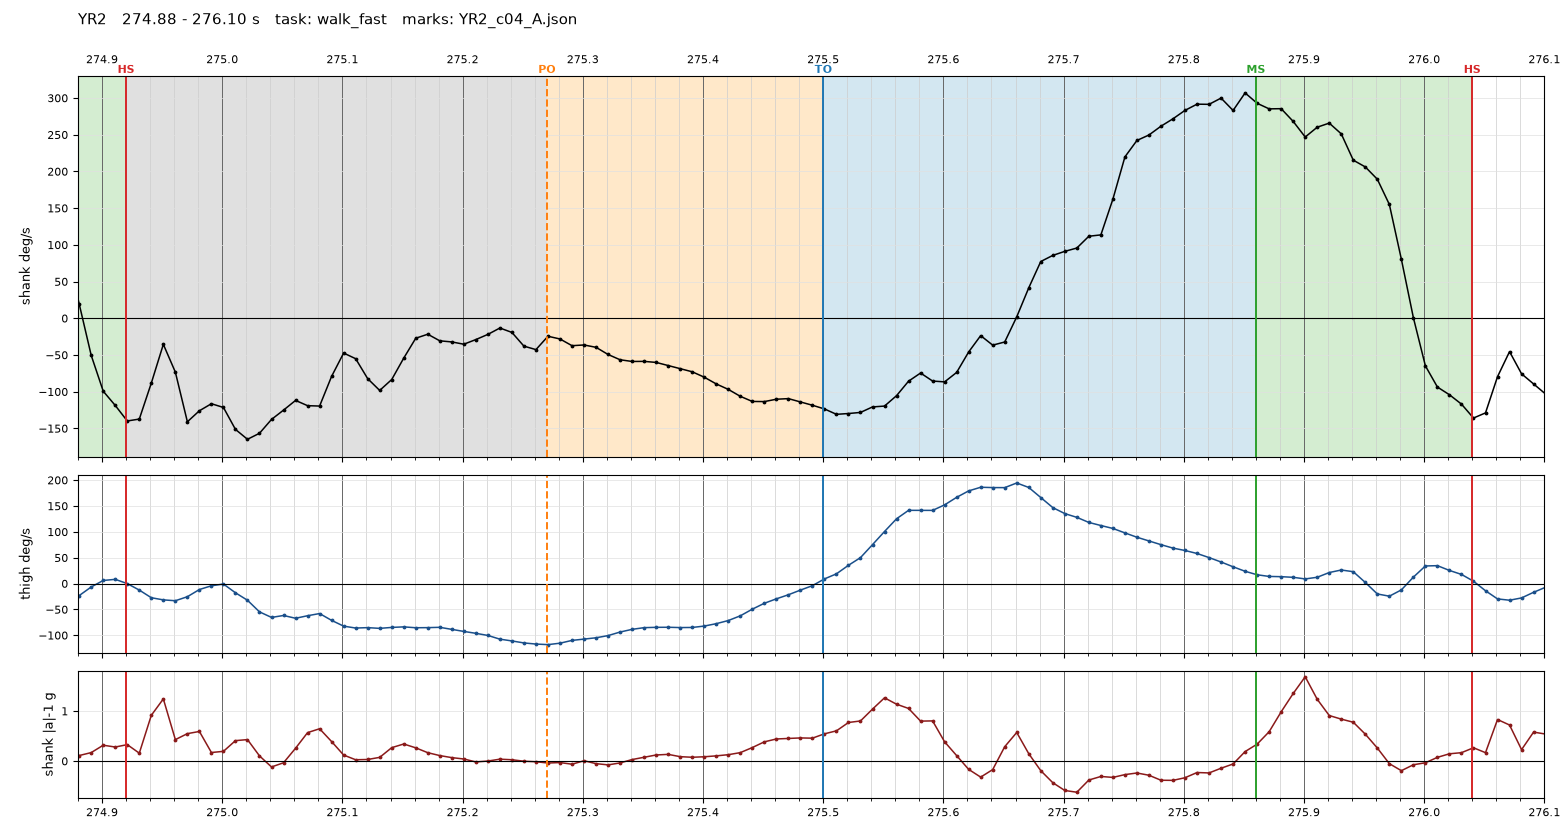 YR2   274.88 - 276.10 s   task: walk_fast   marks: YR2_c04_A.json
274.9 275.0 275.1 275.2 275.3 275.4 275.5 275.6 275.7 275.8 275.9 276.0 276.1
HS PO TO MS HS
300
250
200
150
100
50
0
−50
−100
−150
shank deg/s
200
150
100
50
0
−50
−100
thigh deg/s
1
0
shank |a|-1 g
274.9 275.0 275.1 275.2 275.3 275.4 275.5 275.6 275.7 275.8 275.9 276.0 276.1